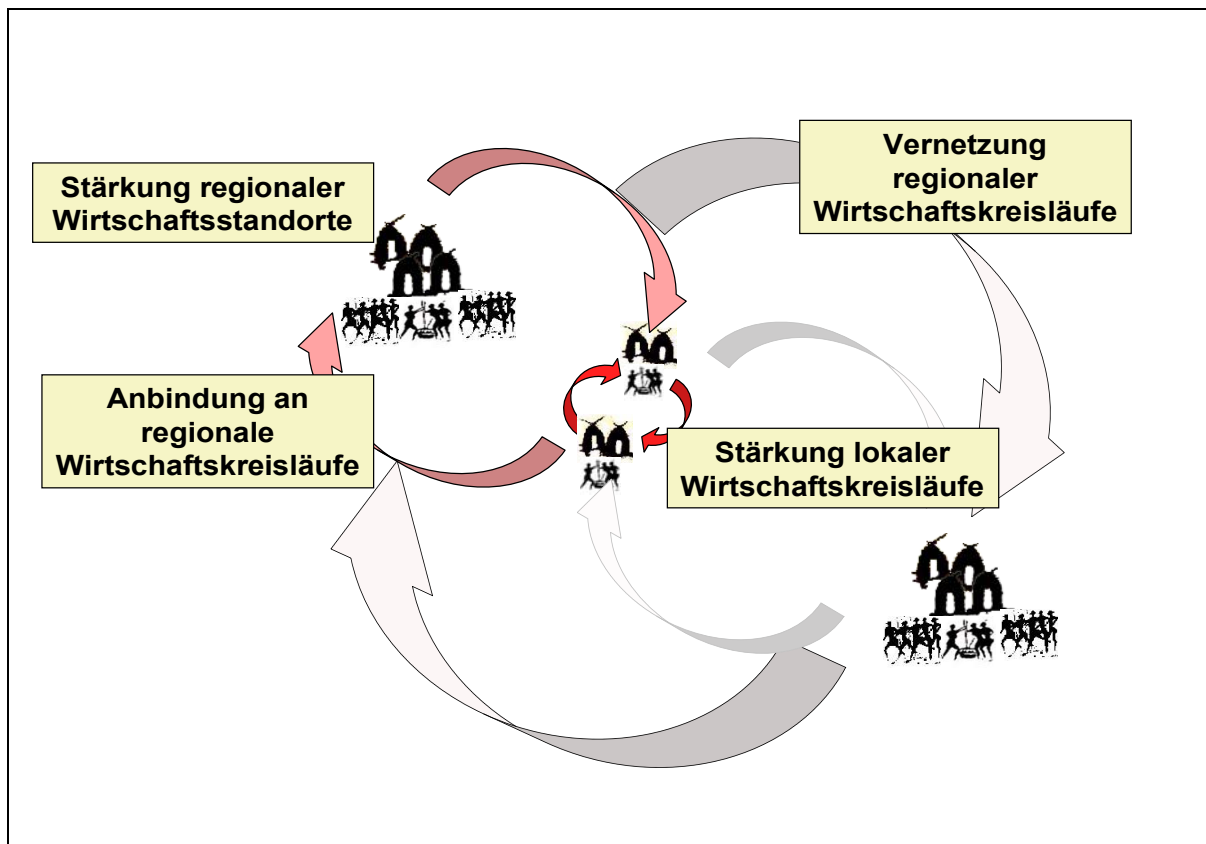 Stärkung regionaler
Wirtschaftsstandorte
Vernetzung
regionaler
Wirtschaftskreisläufe
Anbindung an
regionale
Wirtschaftskreisläufe
Stärkung lokaler
Wirtschaftskreisläufe